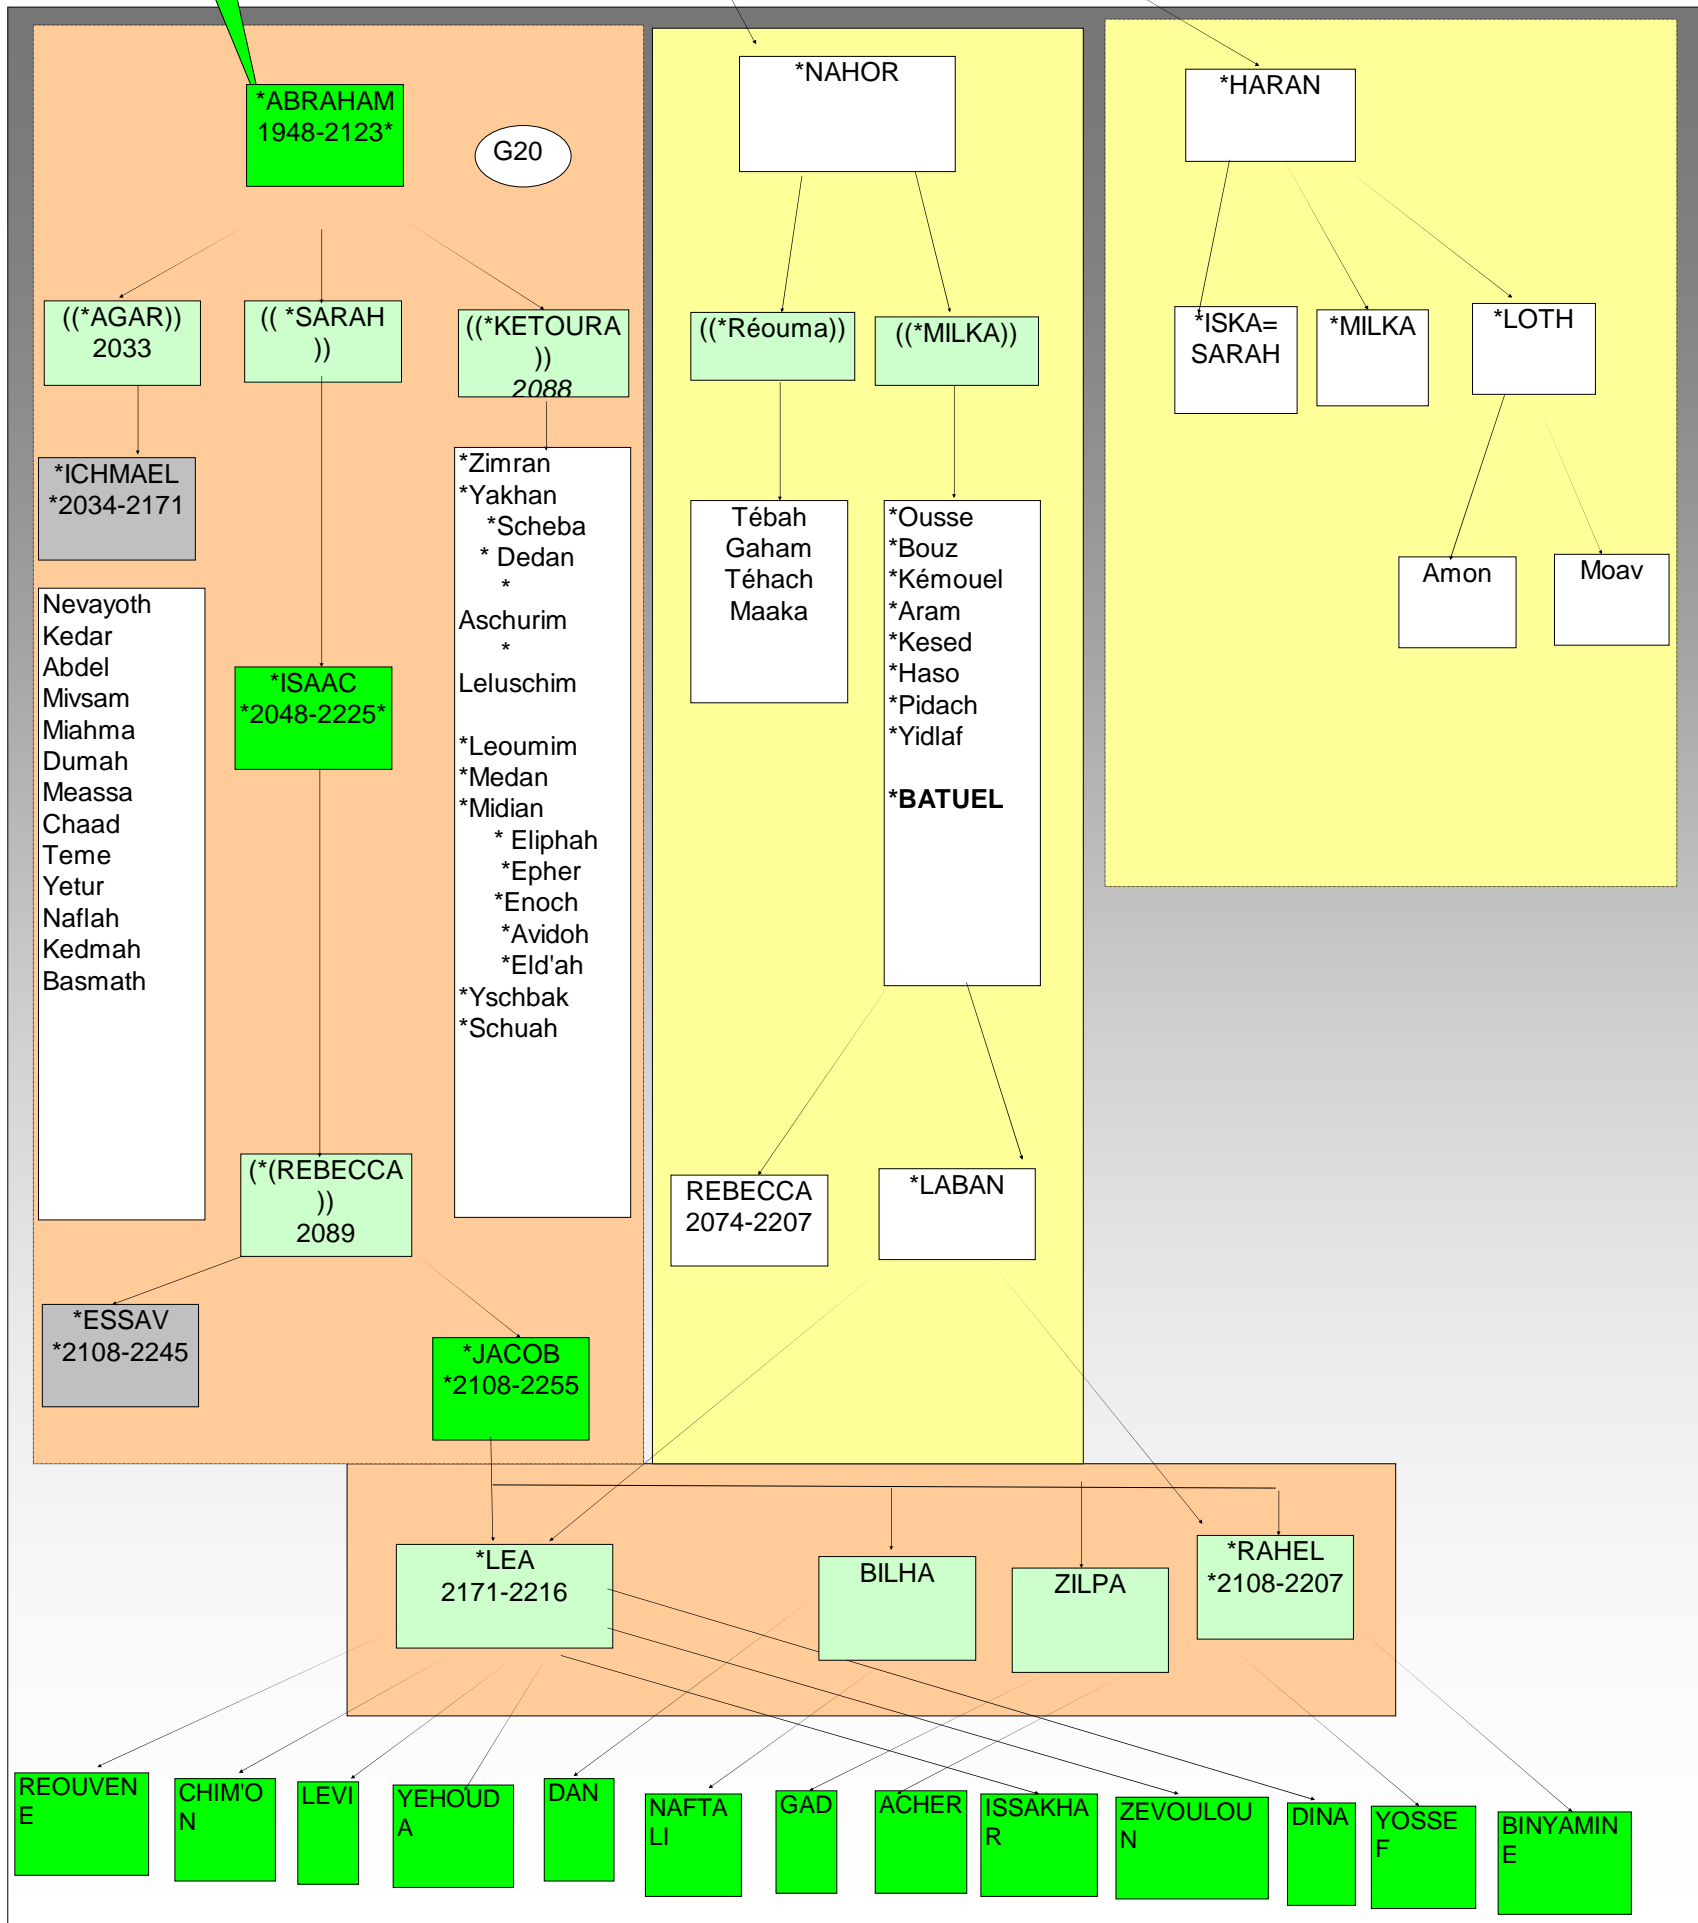 *ABRAHAM
1948-2123*
G20
*NAHOR
*HARAN
((*AGAR))
2033
(( *SARAH
))
((*KETOURA
))
2088
((*Réouma))
((*MILKA))
*ISKA=
SARAH
*MILKA
*LOTH
*ICHMAEL
*2034-2171
Nevayoth
Kedar
Abdel
Mivsam
Miahma
Dumah
Meassa
Chaad
Teme
Yetur
Naflah
Kedmah
Basmath
*ISAAC
*2048-2225*
*Zimran
*Yakhan
*Scheba
* Dedan
*
Aschurim
*
Leluschim
*Leoumim
*Medan
*Midian
* Eliphah
*Epher
*Enoch
*Avidoh
*Eld'ah
*Yschbak
*Schuah
Tébah
Gaham
Téhach
Maaka
*Ousse
*Bouz
*Kémouel
*Aram
*Kesed
*Haso
*Pidach
*Yidlaf
*BATUEL
Amon
Moav
(*(REBECCA
))
2089
REBECCA
2074-2207
*LABAN
*ESSAV
*2108-2245
*JACOB
*2108-2255
*LEA
2171-2216
BILHA
ZILPA
*RAHEL
*2108-2207
REOUVEN
E
CHIM'O
N
LEVI
YEHOUD
A
DAN
NAFTA
LI
GAD
ACHER
ISSAKHA
R
ZEVOULOU
N
DINA
YOSSE
F
BINYAMIN
E